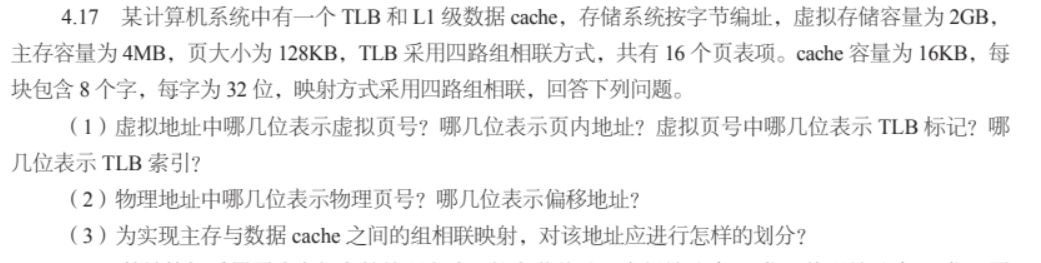 4.17 某计算机系统中有一个 TLB 和 L1 级数据 cache，存储系统按字节编址，虚拟存储容量为 2GB，
主存容量为 4MB，页大小为 128KB，TLB 采用四路组相联方式，共有 16 个页表项。cache 容量为 16KB，每
块包含 8 个字，每字为 32 位，映射方式采用四路组相联，回答下列问题。
（1）虚拟地址中哪几位表示虚拟页号？哪几位表示页内地址？虚拟页号中哪几位表示 TLB 标记？哪
几位表示 TLB 索引？
（2）物理地址中哪几位表示物理页号？哪几位表示偏移地址？
（3）为实现主存与数据 cache 之间的组相联映射，对该地址应进行怎样的划分？